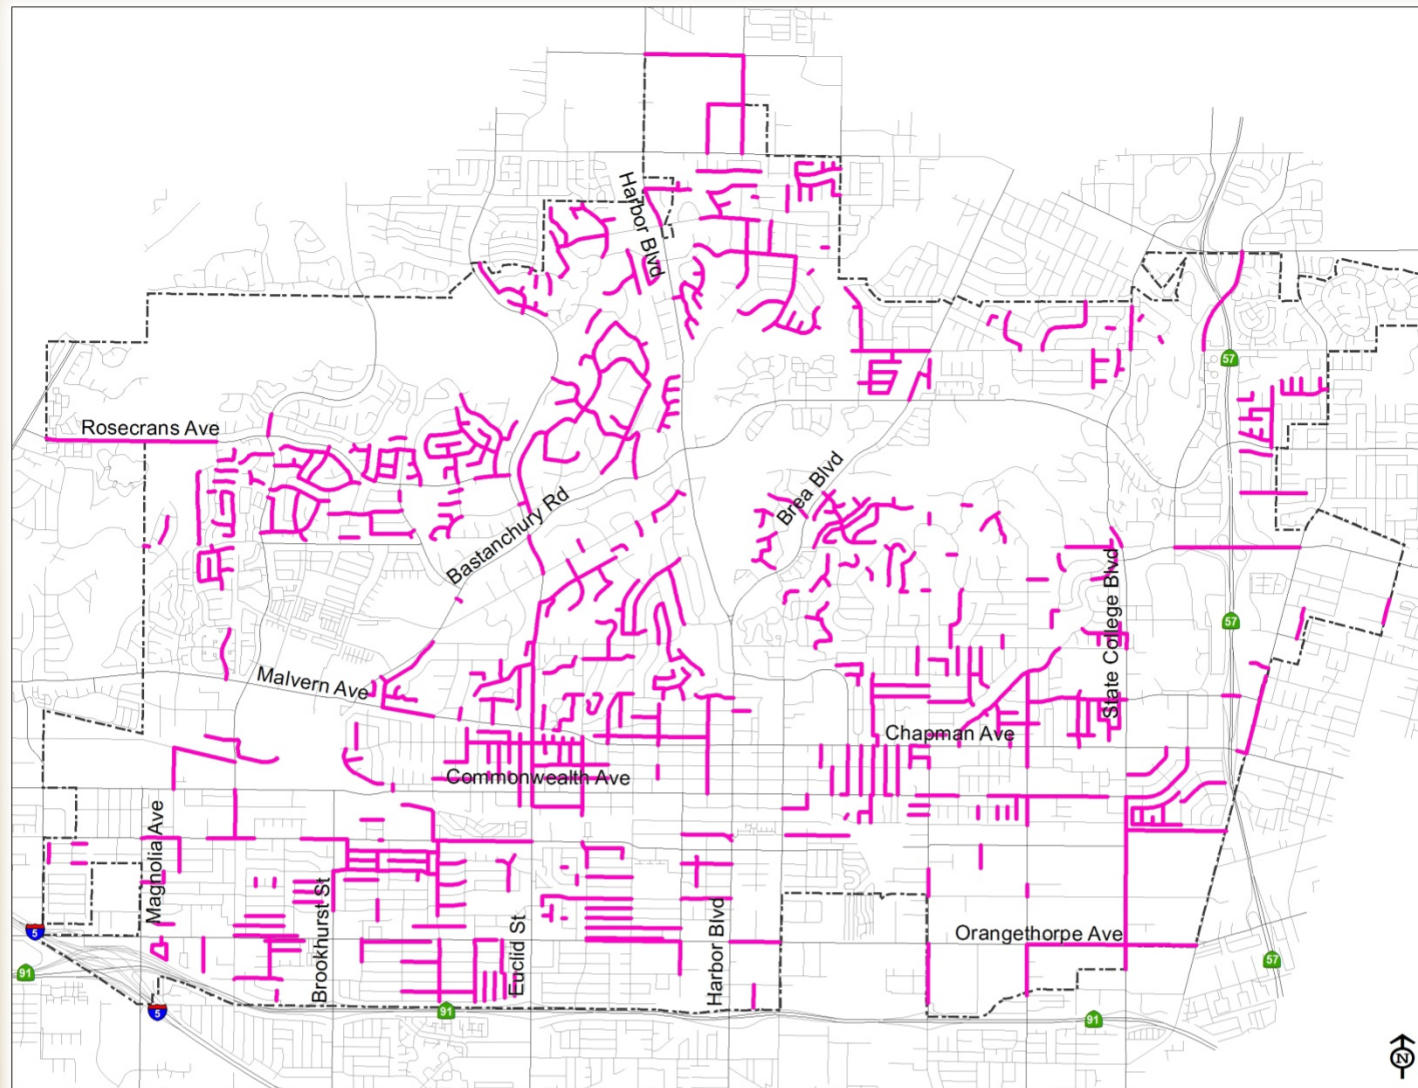 Harbor Blvd
57
Rosecrans Ave
Brea Blvd
Bastanchury Rd
State College Blvd
57
Malvern Ave
Chapman Ave
Commonwealth Ave
Magnolia Ave
Brookhurst St
Euclid St
Harbor Blvd
Orangethorpe Ave
5
91
57
5
91
91
N